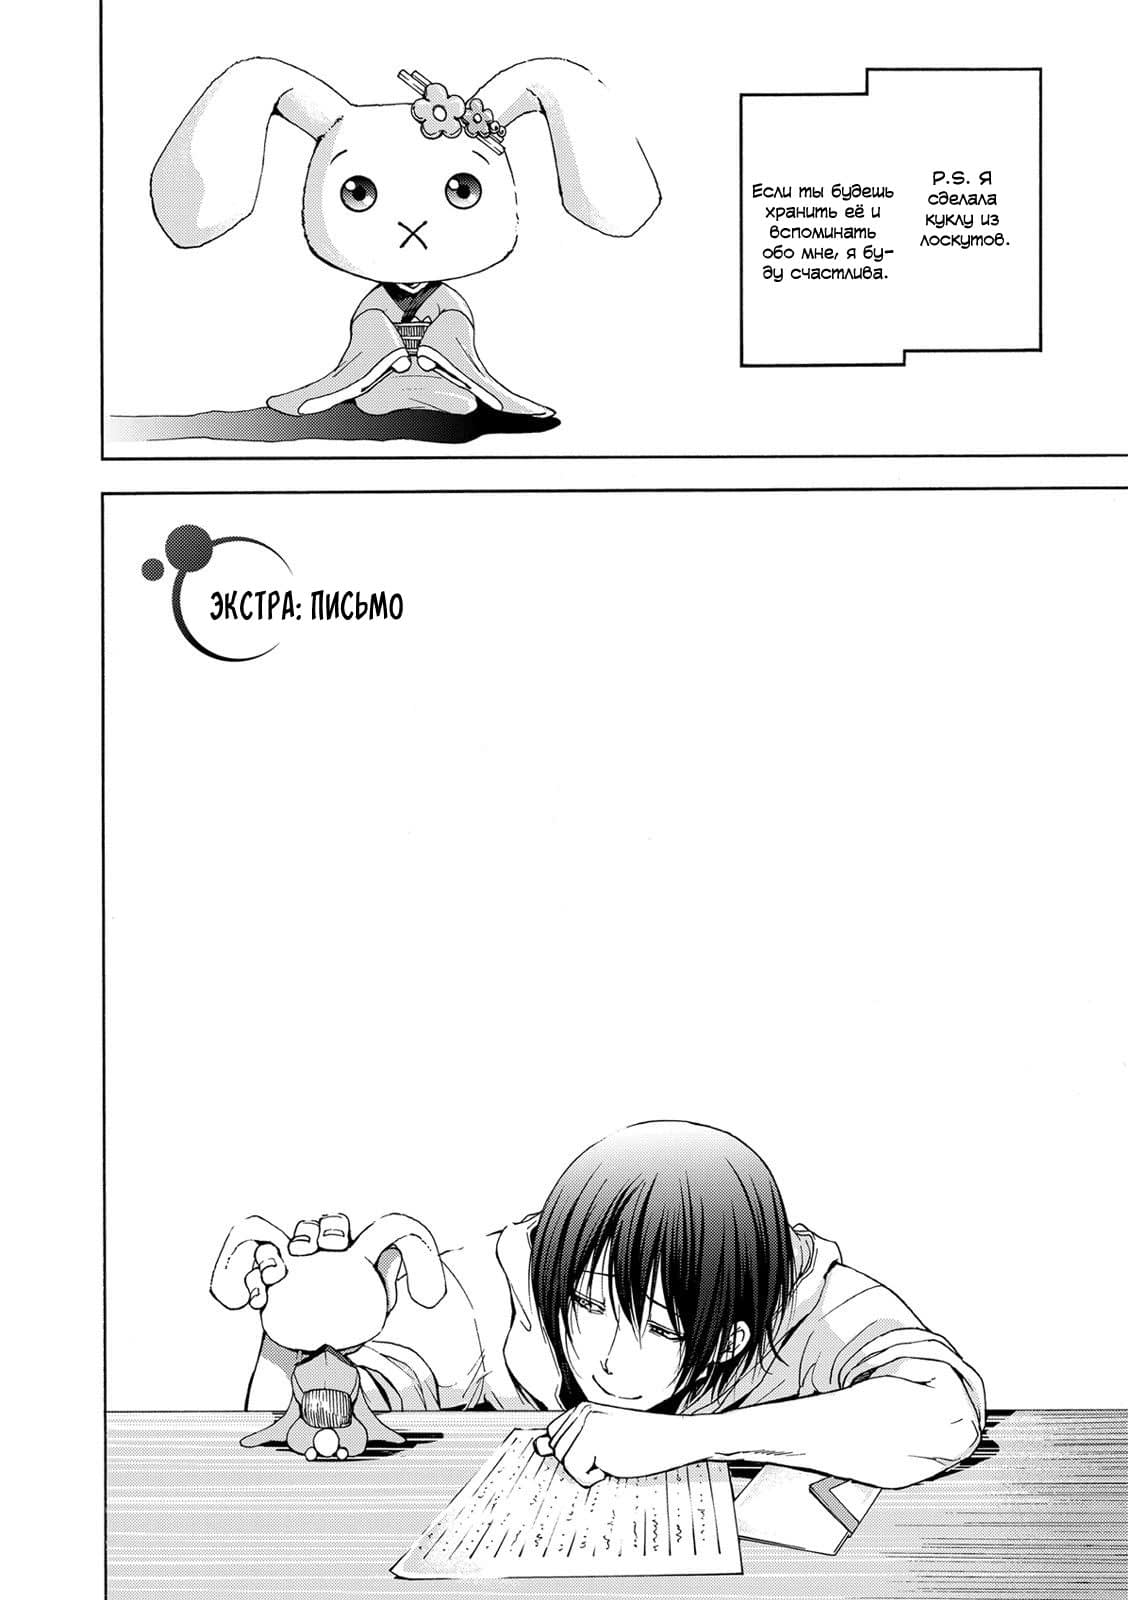 P.S. Я
сделала
куклу из
лоскутов.
Если ты будешь
хранить её и
вспоминать
обо мне, я бу-
ду счастлива.
ЭКСТРА: ПИСЬМО